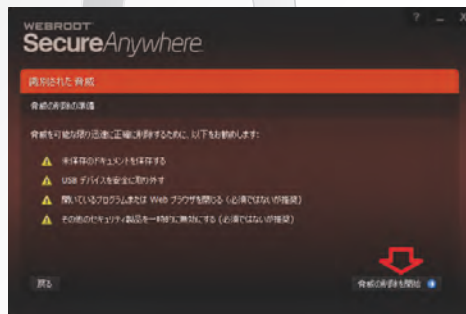 ? – X
WEBROOT
SecureAnywhere
識別された脅威
脅威の削除の準備
脅威を可能な限り迅速に正確に削除するために、以下をお勧めします:
未保存のドキュメントを保存する
USB デバイスを安全に取り外す
開いているプログラムまたは Web ブラウザを閉じる (必須ではないが推奨)
その他のセキュリティ製品を一時的に無効にする (必須ではないが推奨)
戻る
脅威の削除を開始